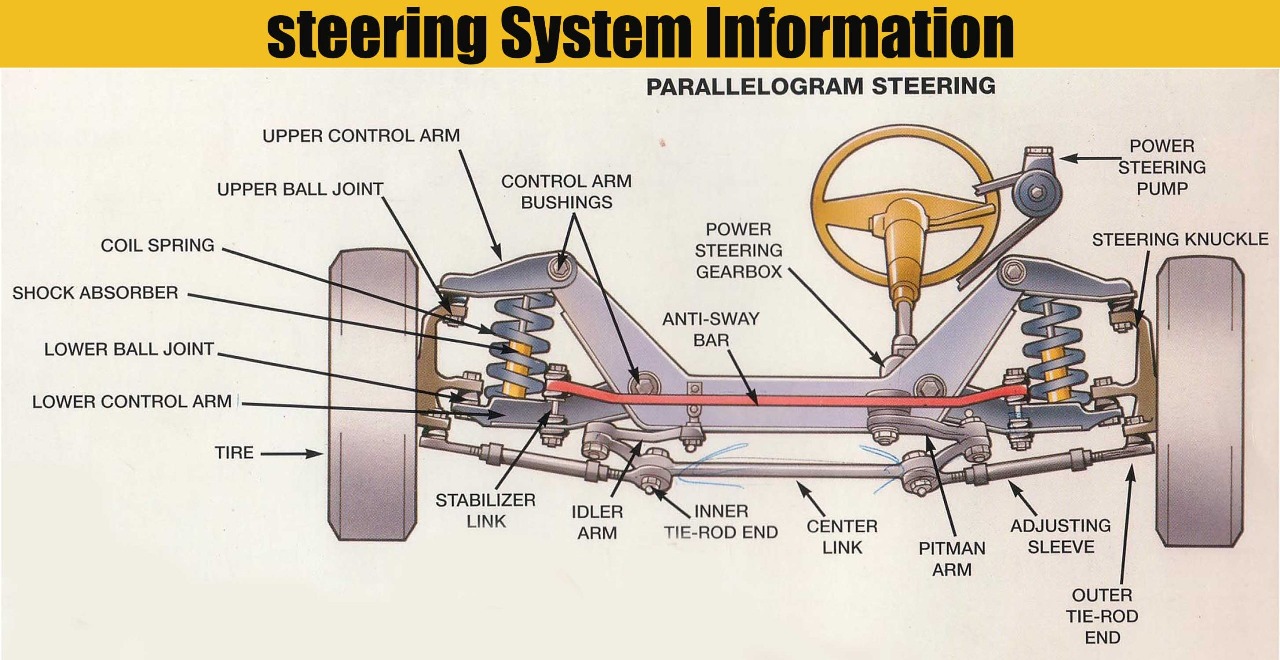 steering System Information
PARALLELOGRAM STEERING
UPPER CONTROL ARM
UPPER BALL JOINT
CONTROL ARM
BUSHINGS
COIL SPRING
SHOCK ABSORBER
LOWER BALL JOINT
LOWER CONTROL ARM
TIRE
POWER
STEERING
GEARBOX
ANTI-SWAY
BAR
POWER
STEERING
PUMP
STEERING KNUCKLE
STABILIZER
LINK
IDLER
ARM
INNER
TIE-ROD END
CENTER
LINK
PITMAN
ARM
ADJUSTING
SLEEVE
OUTER
TIE-ROD
END